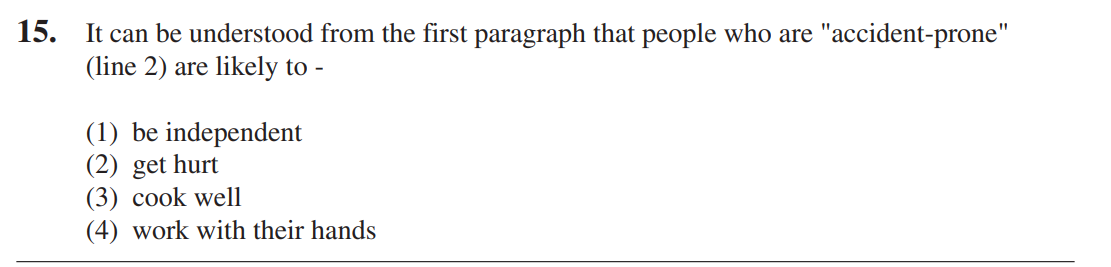 15. It can be understood from the first paragraph that people who are "accident-prone"
(line 2) are likely to -
(1) be independent
(2) get hurt
(3) cook well
(4) work with their hands